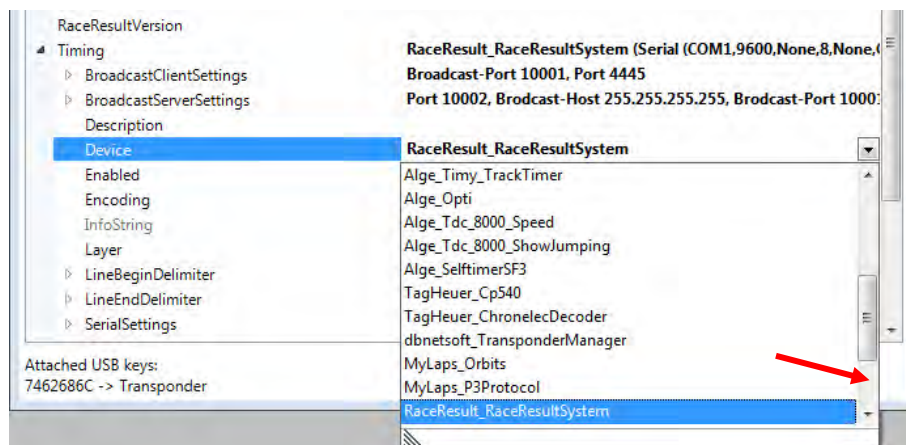 RaceResultVersion
Timing RaceResult_RaceResultSystem (Serial (COM1,9600,None,8,None,
BroadcastClientSettings Broadcast-Port 10001, Port 4445
BroadcastServerSettings Port 10002, Brodcast-Host 255.255.255.255, Brodcast-Port 1000
Description
Device RaceResult_RaceResultSystem
Enabled Alge_Timy_TrackTimer
Encoding Alge_Opti
InfoString Alge_Tdc_8000_Speed
Layer Alge_Tdc_8000_ShowJumping
LineBeginDelimiter Alge_SelftimerSF3
LineEndDelimiter TagHeuer_Cp540
SerialSettings TagHeuer_ChronelecDecoder
dbnetsoft_TransponderManager
Attached USB keys: MyLaps_Orbits
7462686C -> Transponder MyLaps_P3Protocol
RaceResult_RaceResultSystem